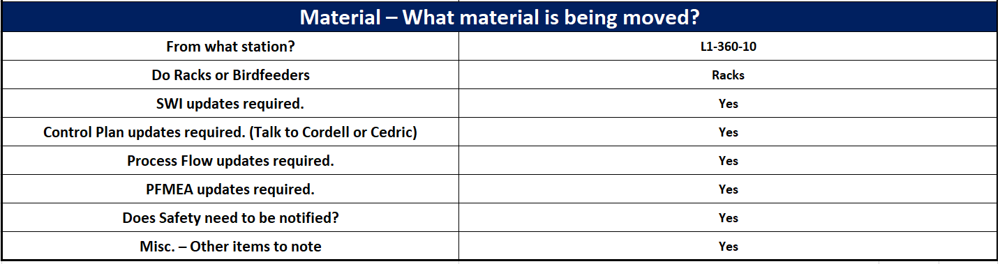 Material – What material is being moved?
From what station? L1-360-10
Do Racks or Birdfeeders Racks
SWI updates required. Yes
Control Plan updates required. (Talk to Cordell or Cedric) Yes
Process Flow updates required. Yes
PFMEA updates required. Yes
Does Safety need to be notified? Yes
Misc. – Other items to note Yes